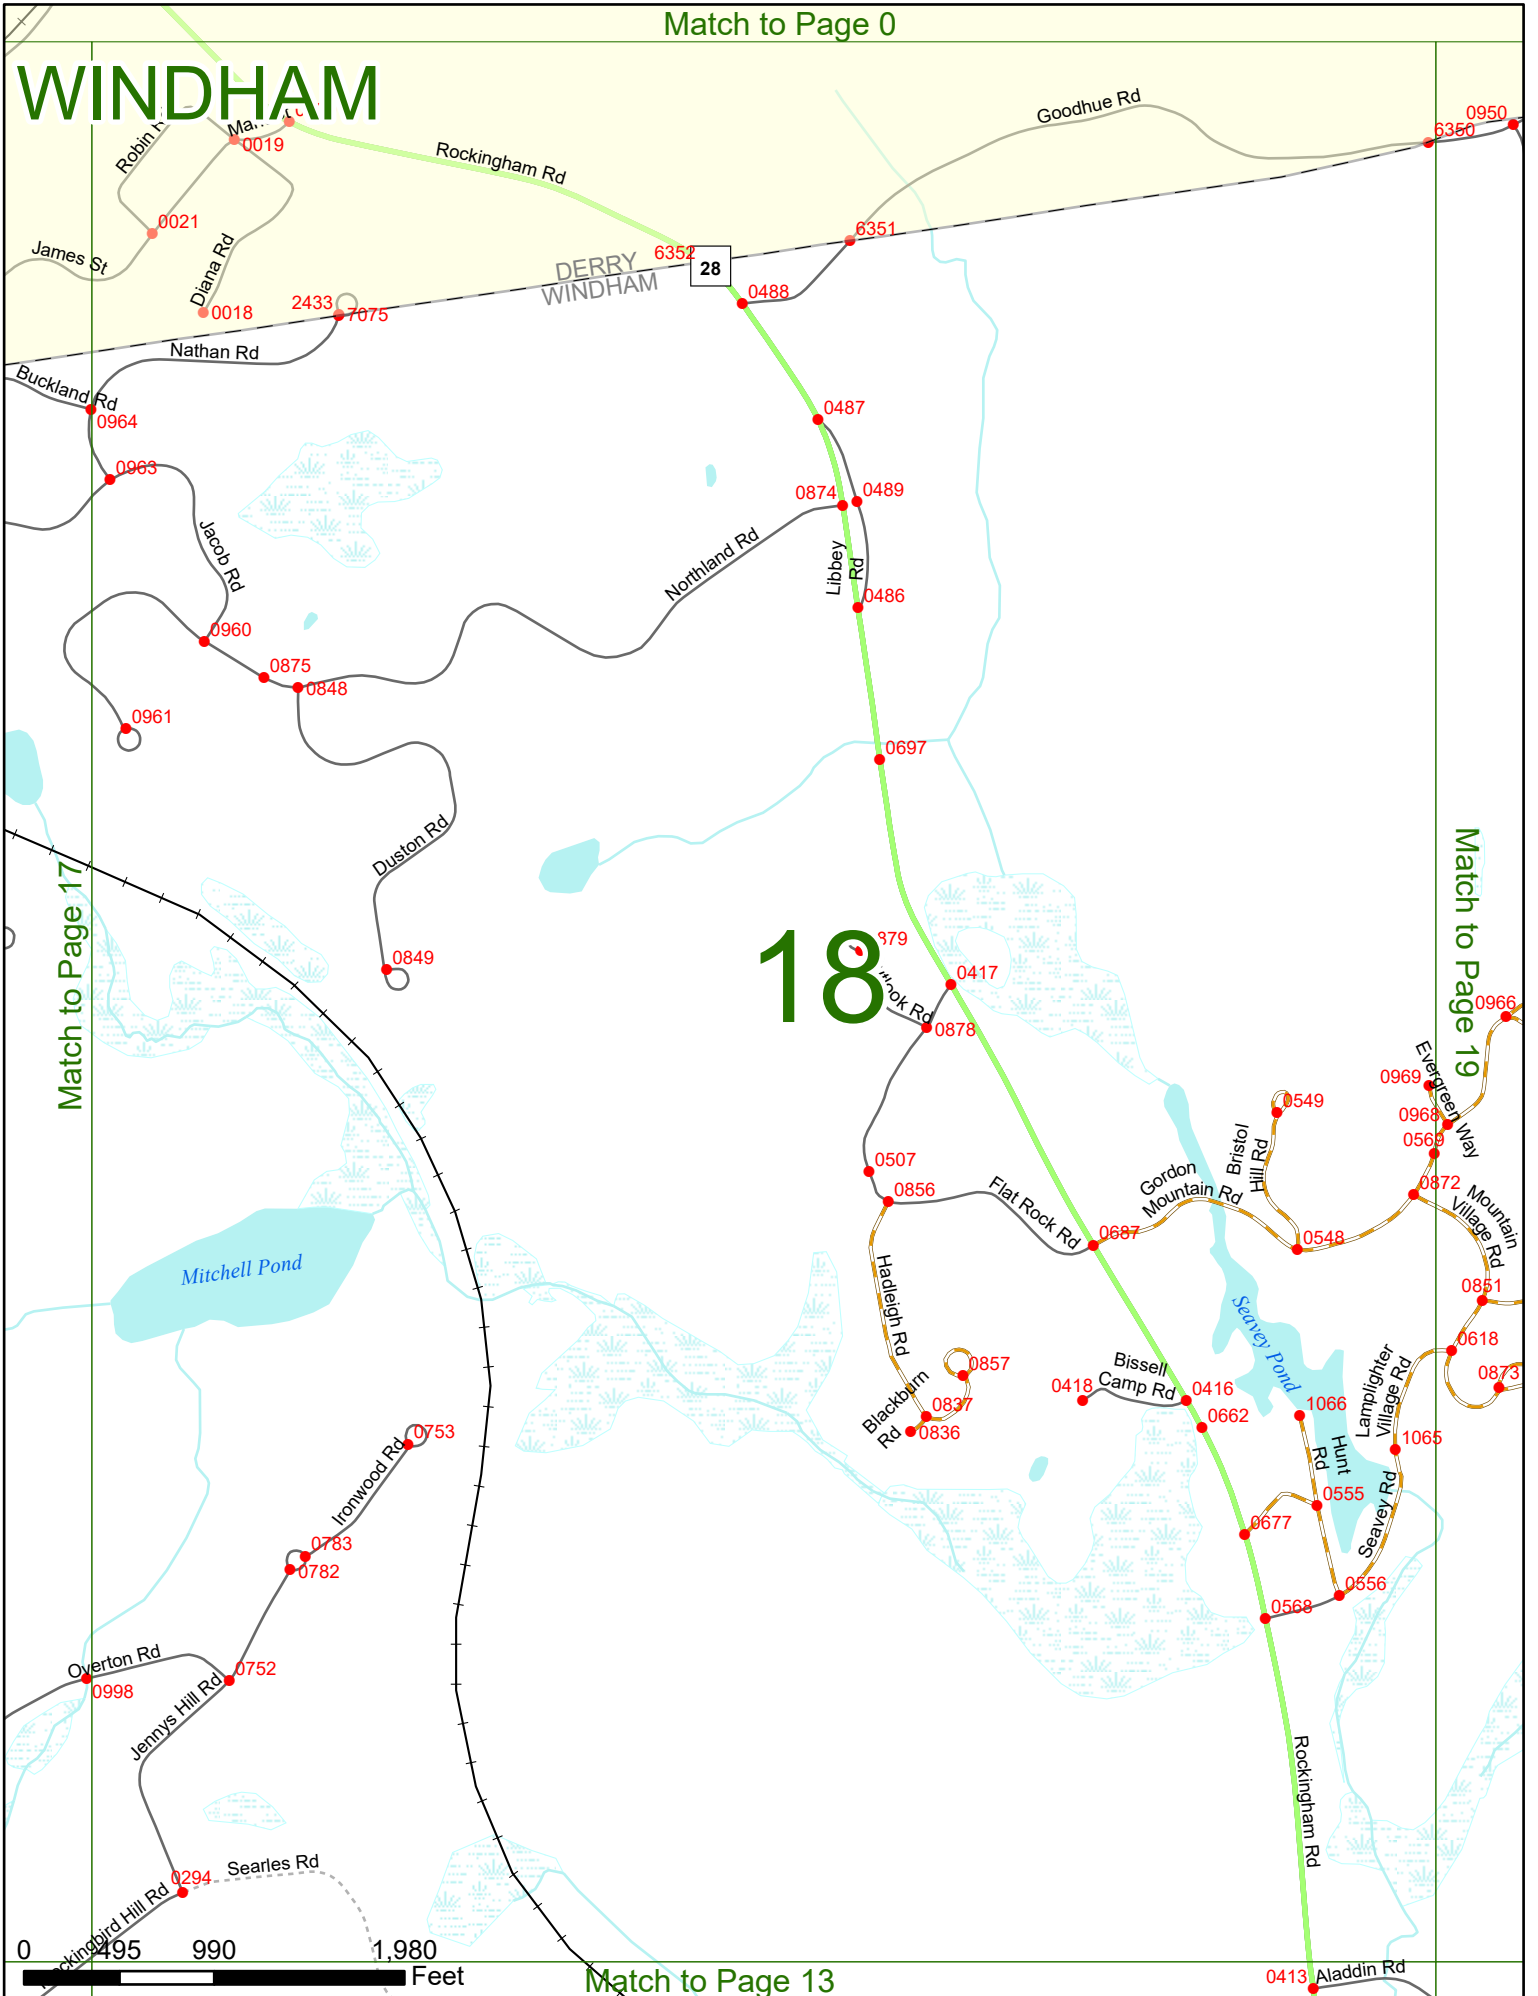 Match to Page 0
WINDHAM
Goodhue Rd
0950
6350
0019
Robin
Rockingham Rd
0021
6351
James St
Diana Rd
6352
28
DERRY
WINDHAM
0018
2433
7075
0488
Nathan Rd
Buckland Rd
0964
0487
0963
0874
0489
Jacob Rd
Northland Rd
Libbey
Rd
0486
0960
0875
0848
0961
0697
Duston Rd
Match to Page 17
Match to Page 19
18
0849
0417
0878
0966
Evergreen Way
0969
0549
0968
0569
Bristol
Hill Rd
0507
0856
Flat Rock Rd
Gordon
Mountain Rd
0872
Mountain
Village Rd
0687
0548
Mitchell Pond
Hadleigh Rd
Seavey Pond
0851
0618
0857
Bissell
Camp Rd
0418
0416
Lamplighter
Village Rd
0873
Blackburn
Rd
0837
0836
0662
1066
1065
Hunt
Rd
Ironwood Rd
0753
0555
Seavey Rd
0677
0783
0782
0556
0568
Overton Rd
0752
0998
Jennys Hill Rd
Rockingham Rd
Searles Rd
0294
Hill Rd
0 495 990 1,980
Feet
Match to Page 13
0413
Aladdin Rd